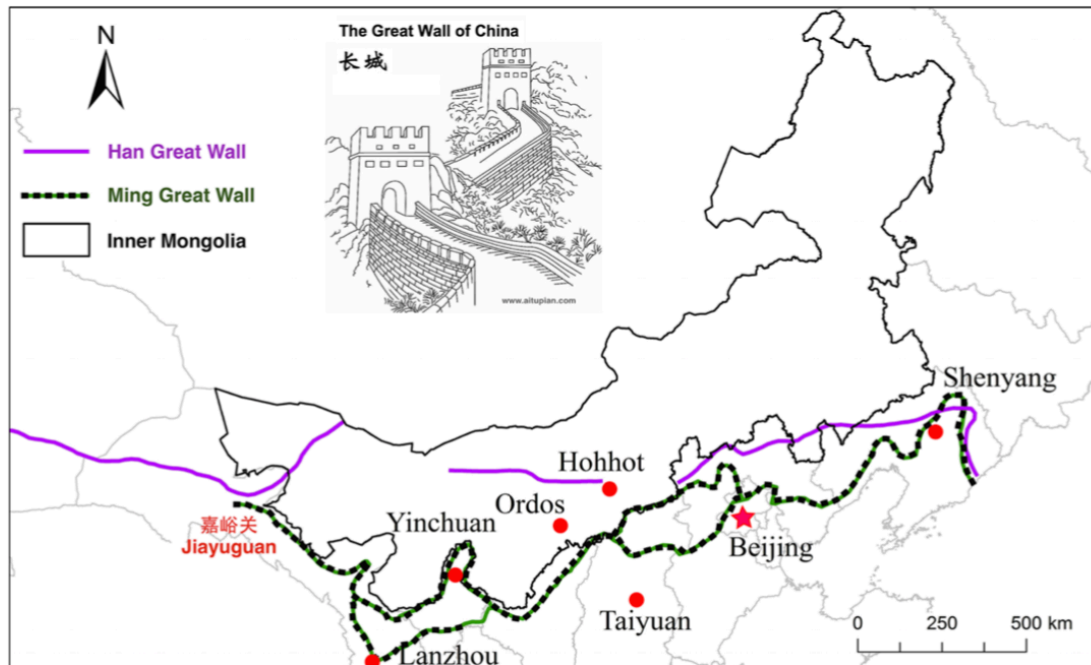 N
The Great Wall of China
长城
Han Great Wall
Ming Great Wall
Inner Mongolia
www.aitupian.com
Shenyang
Hohhot
Ordos
Yinchuan
嘉峪关
Jiayuguan
Beijing
Taiyuan
Lanzhou
0 250 500 km